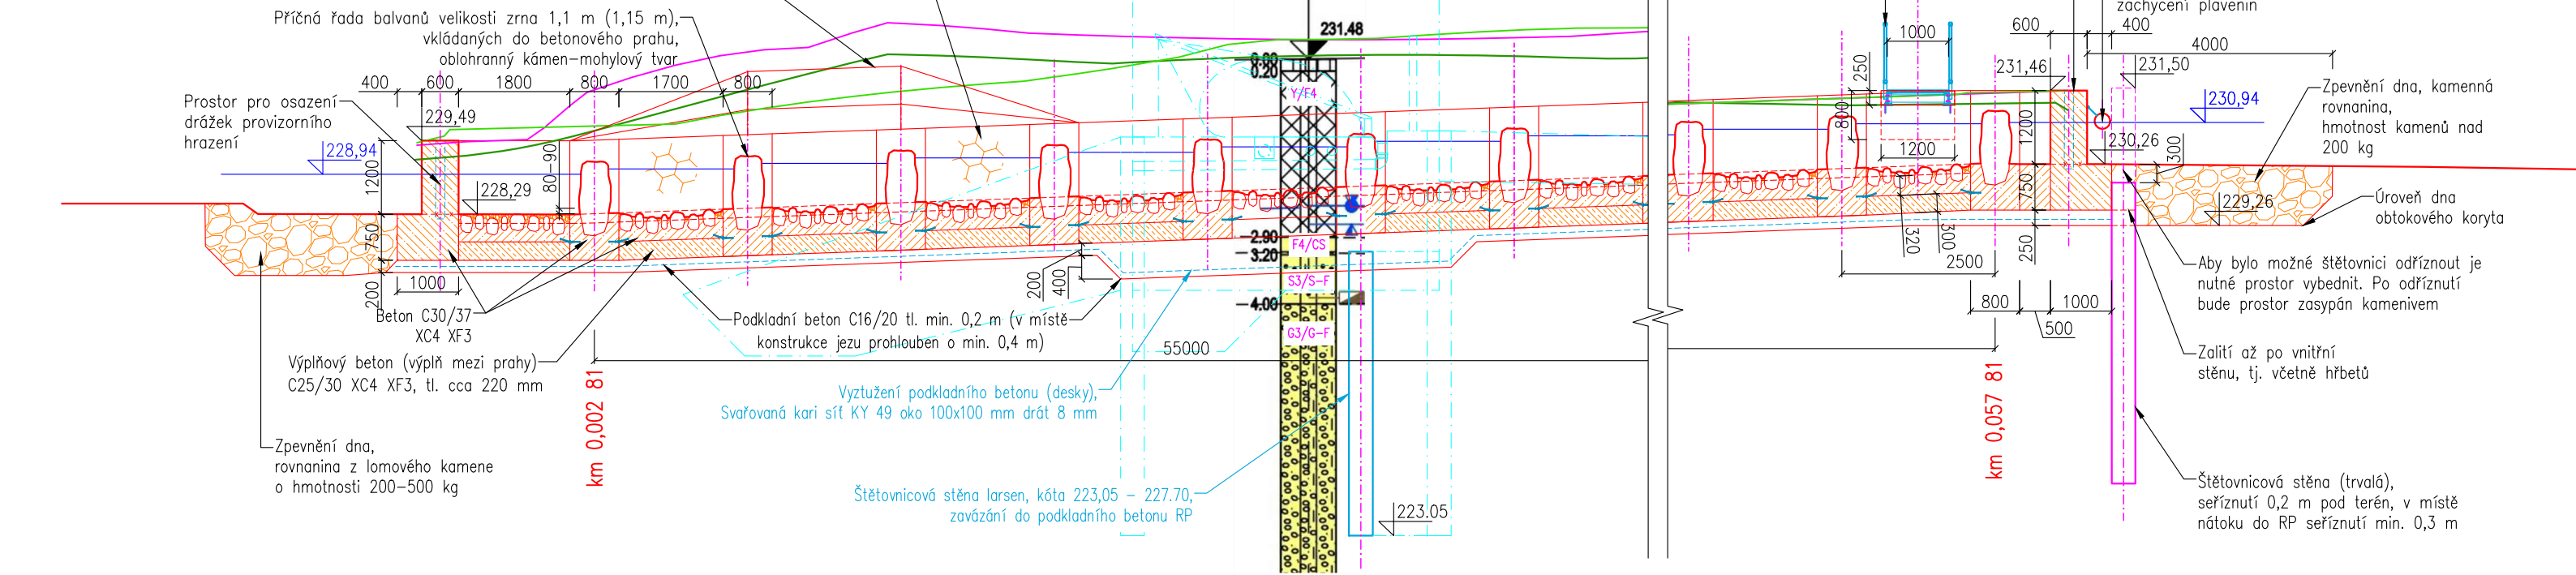 zachycení plavenin
Příčná řada balvanů velikosti zrna 1,1 m (1,15 m),
vkládaných do betonového prahu,
oblohranný kámen-mohylový tvar
231.48
0.20
Y/F4
600
400
4000
1000
250
231,46
231,50
400
600
1800
800
1700
800
Prostor pro osazení
drážek provizorního
hrazení
229,49
228,94
1200
228,29
80-90
750
200
1000
800
1200
1200
230,26
300
750
250
230,94
Zpevnění dna, kamenná
rovnanina,
hmotnost kamenů nad
200 kg
229,26
Úroveň dna
obtokového koryta
2.90
F4/CS
3.20
S3/S-F
4.00
G3/G-F
200
400
320
300
2500
800
1000
500
Beton C30/37
XC4 XF3
Podkladní beton C16/20 tl. min. 0,2 m (v místě
konstrukce jezu prohlouben o min. 0,4 m)
Výplňový beton (výplň mezi prahy)
C25/30 XC4 XF3, tl. cca 220 mm
55000
km 0,002 81
km 0,057 81
Vyztužení podkladního betonu (desky),
Svařovaná kari síť KY 49 oko 100x100 mm drát 8 mm
Aby bylo možné štětovnici odříznout je
nutné prostor vybednit. Po odříznutí
bude prostor zasypán kamenivem
Zalití až po vnitřní
stěnu, tj. včetně hřbetů
Zpevnění dna,
rovnanina z lomového kamene
o hmotnosti 200-500 kg
Štětovnicová stěna larsen, kóta 223,05 - 227.70,
zavázání do podkladního betonu RP
223.05
Štětovnicová stěna (trvalá),
seříznutí 0,2 m pod terén, v místě
nátoku do RP seříznutí min. 0,3 m